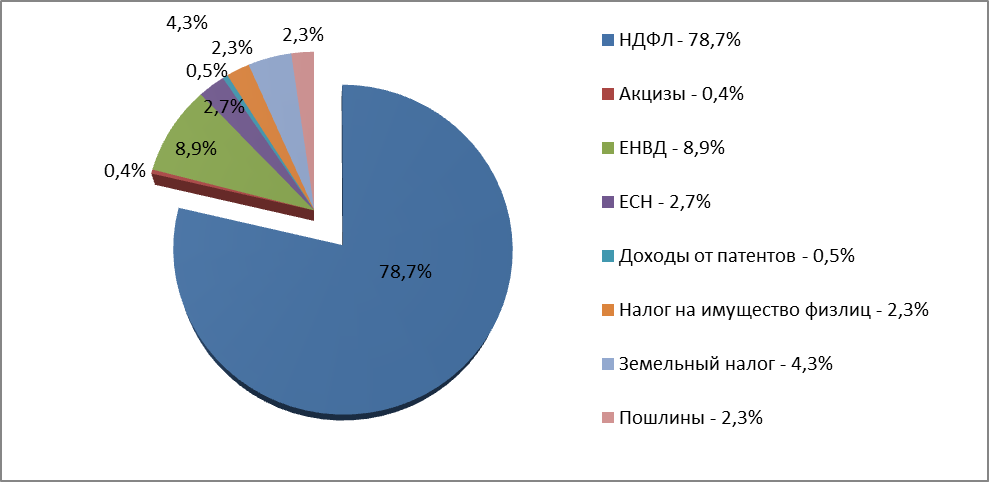 4,3%
2,3%
2,3%
0,5%
2,7%
8,9%
0,4%
78,7%
НДФЛ - 78,7%
Акцизы - 0,4%
ЕНВД - 8,9%
ЕСН - 2,7%
Доходы от патентов - 0,5%
Налог на имущество физлиц - 2,3%
Земельный налог - 4,3%
Пошлины - 2,3%